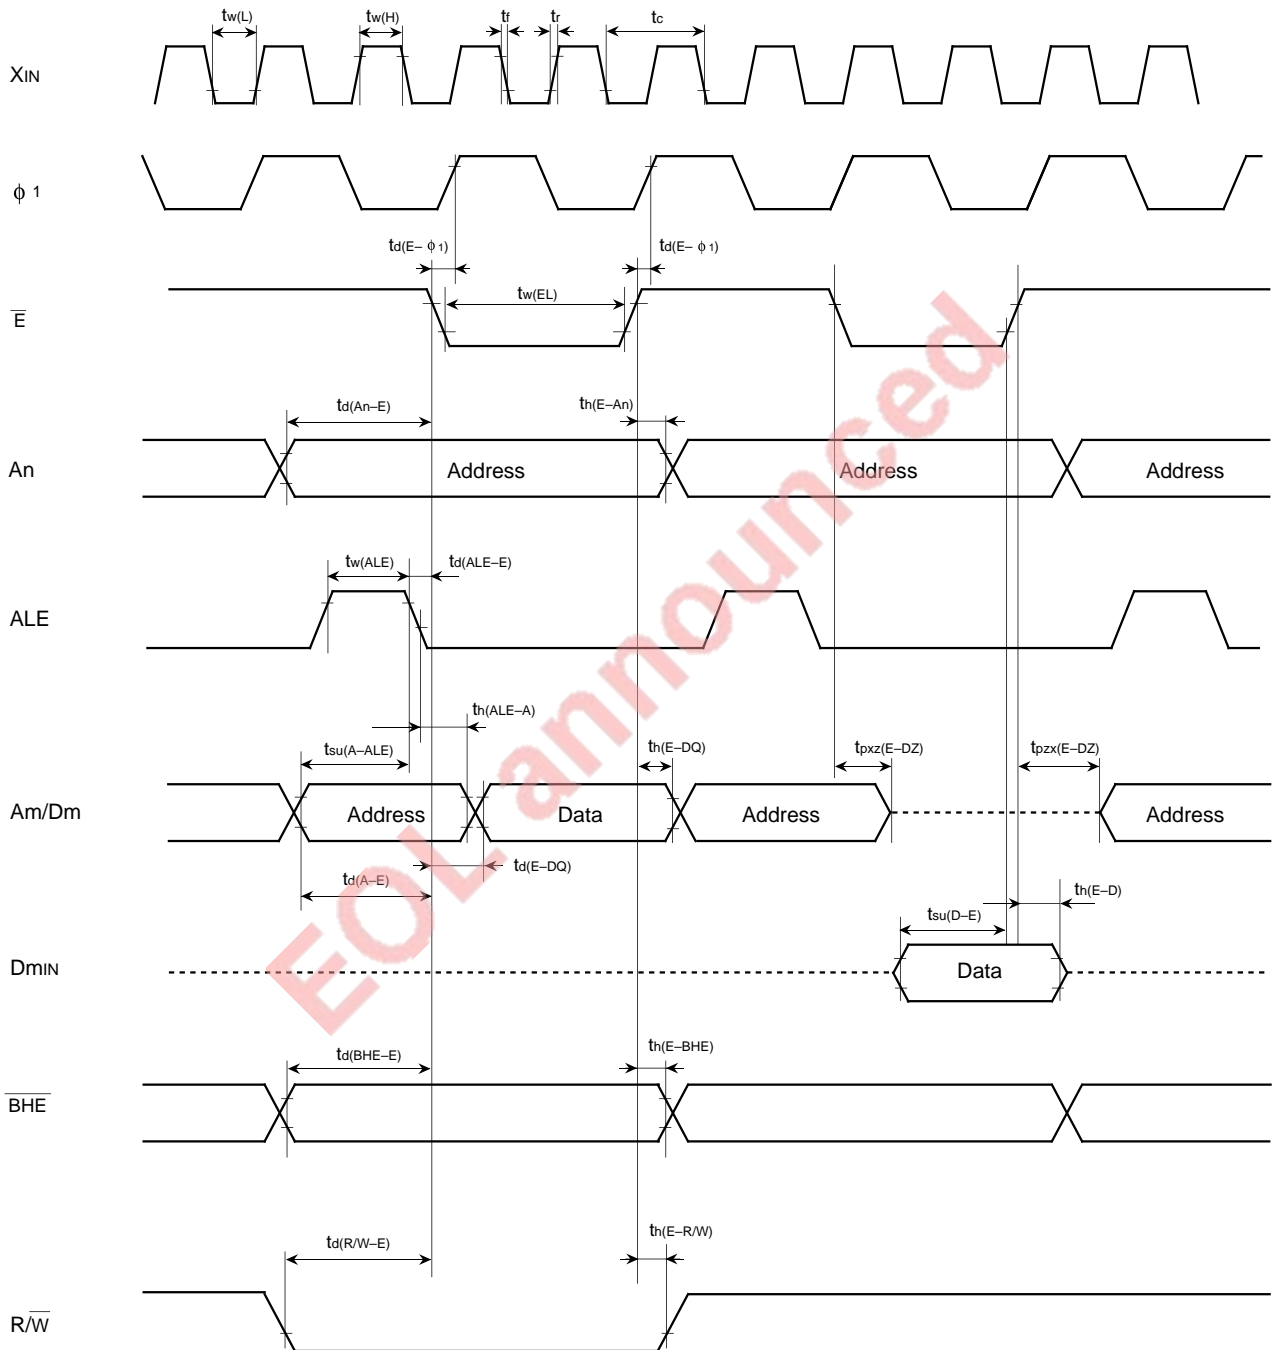 tw(L) tw(H) tf tr tc
XIN
ϕ 1
td(E– ϕ 1) td(E– ϕ 1)
tw(EL)
E
td(An–E) th(E–An)
An Address Address Address
tw(ALE) td(ALE–E)
ALE
th(ALE–A)
tsu(A–ALE) th(E–DQ) tpxz(E–DZ) tpzx(E–DZ)
Am/Dm Address Data Address Address
td(E–DQ)
td(A–E) th(E–D)
tsu(D–E)
DmIN Data
td(BHE–E) th(E–BHE)
BHE
td(R/W–E) th(E–R/W)
R/W
EOL announced